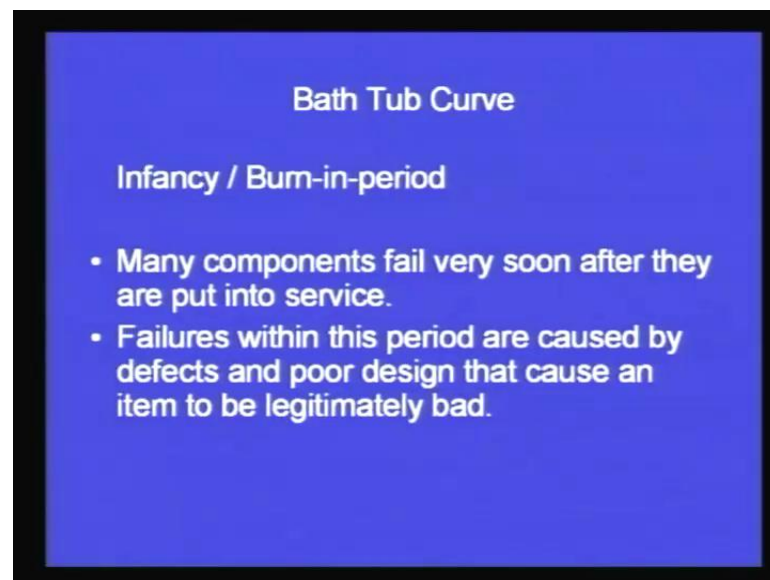 Bath Tub Curve
Infancy / Burn-in-period
• Many components fail very soon after they
are put into service.
• Failures within this period are caused by
defects and poor design that cause an
item to be legitimately bad.